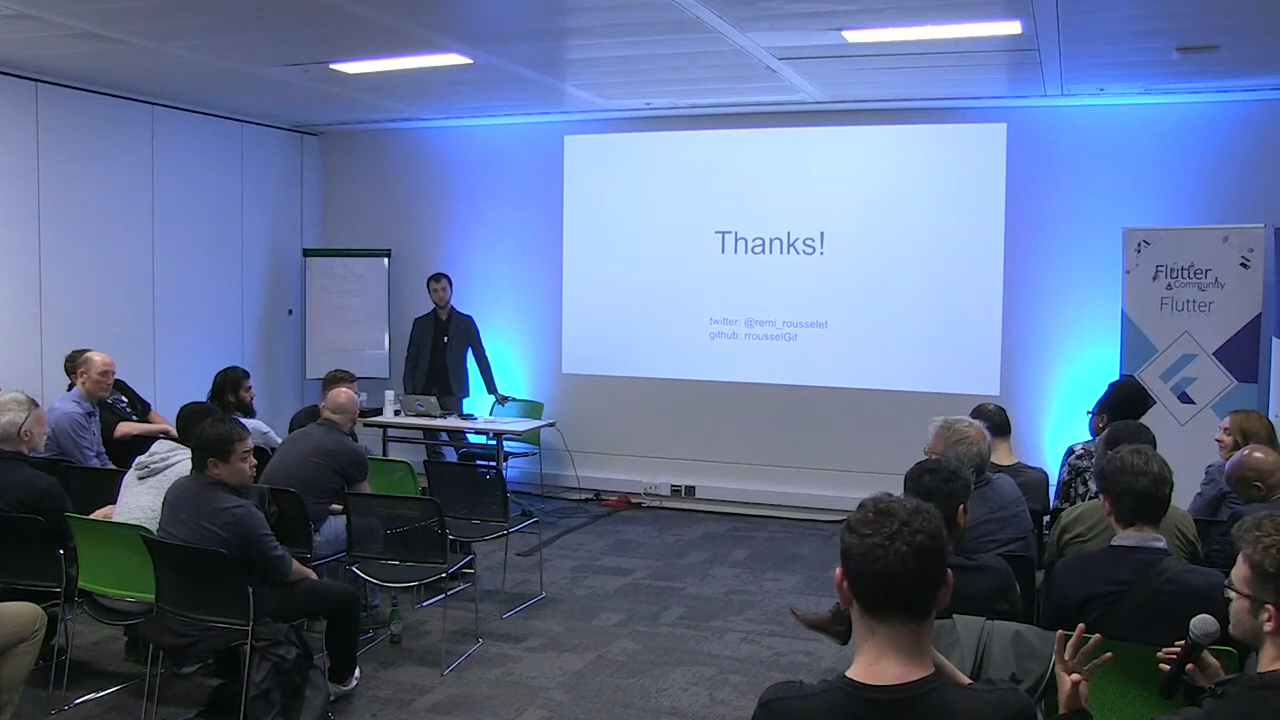 Thanks!
twitter: @remi_rousselet
github: rrousselGit
Flutter
Community
Flutter